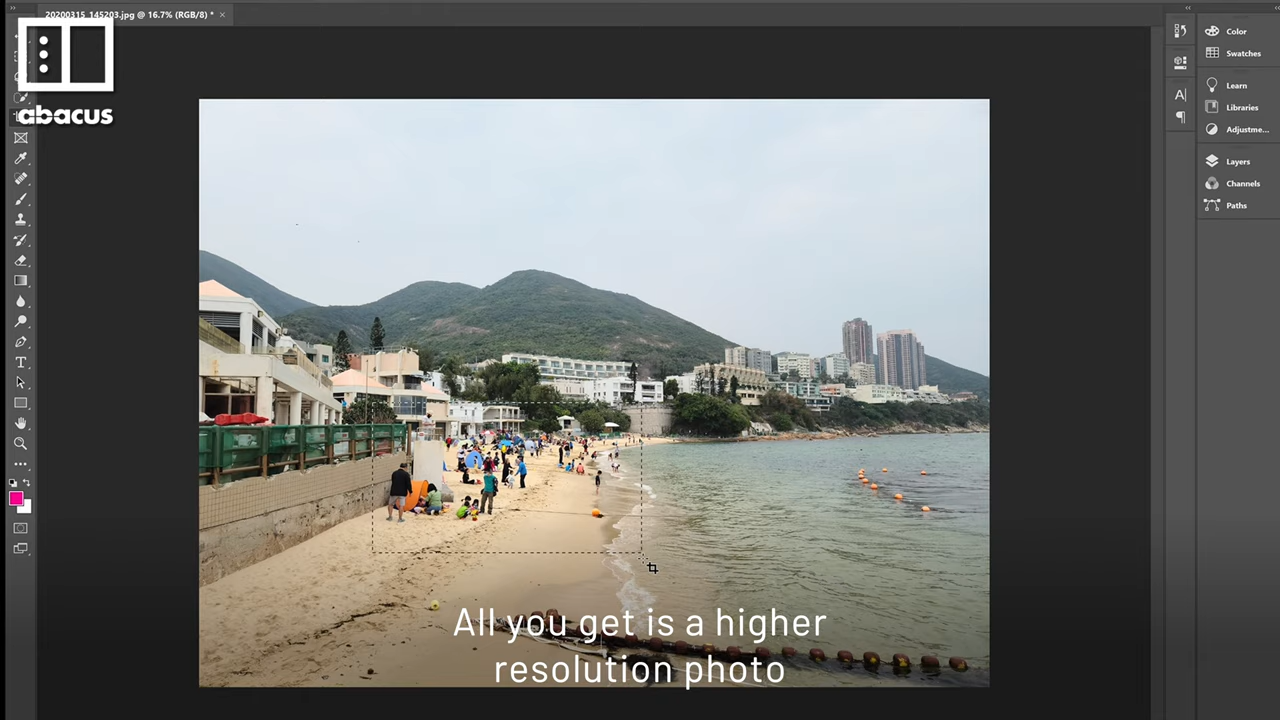 20200315_145203.jpg @ 16.7% (RGB/8) *
abacus
Color
Swatches
Learn
Libraries
Adjustme...
Layers
Channels
Paths
All you get is a higher
resolution photo